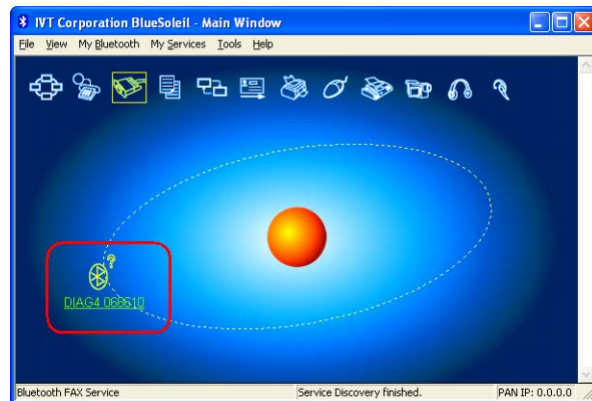 IVT Corporation BlueSoleil - Main Window
File View My Bluetooth My Services Tools Help
DIAG4 066610
Bluetooth FAX Service Service Discovery finished. PAN IP: 0.0.0.0